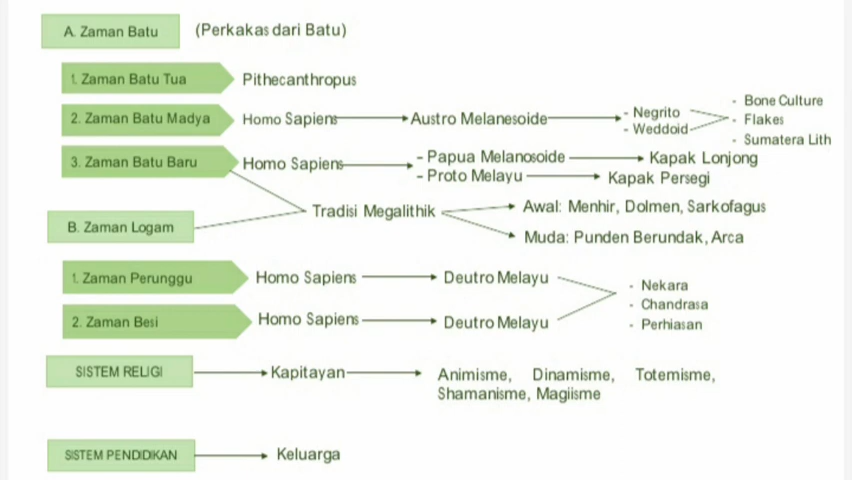 A. Zaman Batu (Perkakas dari Batu)
1. Zaman Batu Tua Pithecanthropus
2. Zaman Batu Madya Homo Sapiens Austro Melanesoide - Negrito
- Weddoid
- Bone Culture
- Flakes
- Sumatera Lith
3. Zaman Batu Baru Homo Sapiens - Papua Melanosoide Kapak Lonjong
- Proto Melayu Kapak Persegi
Tradisi Megalithik
Awal: Menhir, Dolmen, Sarkofagus
Muda: Punden Berundak, Arca
B. Zaman Logam
1. Zaman Perunggu Homo Sapiens Deutro Melayu
2. Zaman Besi Homo Sapiens Deutro Melayu
- Nekara
- Chandrasa
- Perhiasan
SISTEM RELIGI Kapitayan Animisme, Dinamisme, Totemisme,
Shamanisme, Magiisme
SISTEM PENDIDIKAN Keluarga